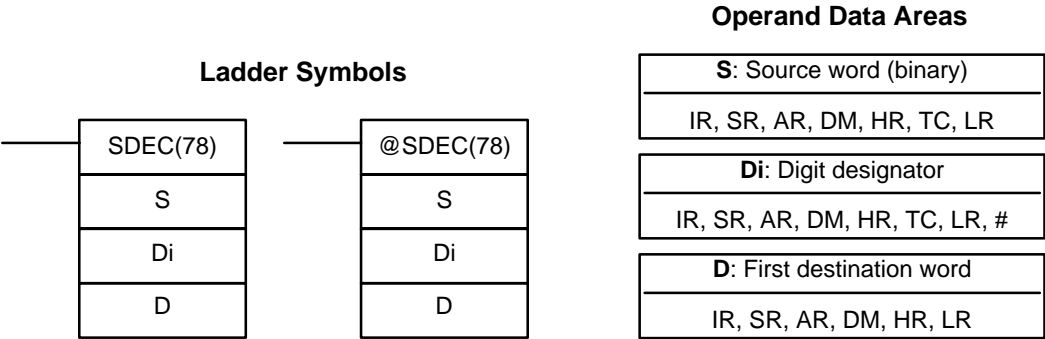 Operand Data Areas
Ladder Symbols
SDEC(78)
S
Di
D
@SDEC(78)
S
Di
D
S: Source word (binary)
IR, SR, AR, DM, HR, TC, LR
Di: Digit designator
IR, SR, AR, DM, HR, TC, LR, #
D: First destination word
IR, SR, AR, DM, HR, LR